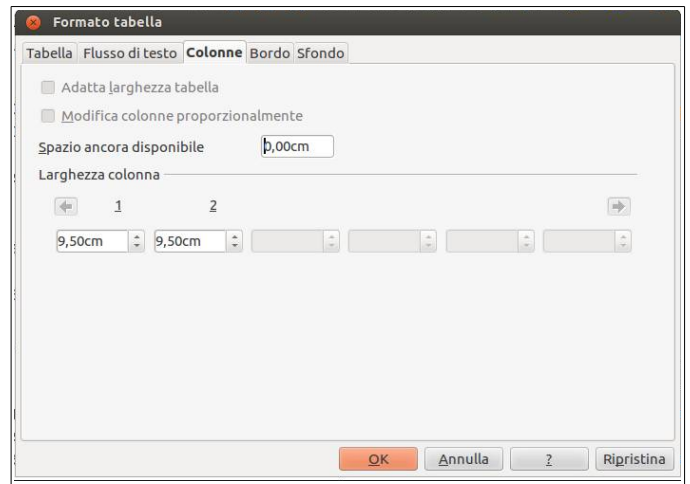 Formato tabella
Tabella Flusso di testo Colonne Bordo Sfondo
Adatta larghezza tabella
Modifica colonne proporzionalmente
Spazio ancora disponibile 0,00cm
Larghezza colonna
1 2
9,50cm 9,50cm
OK Annulla ? Ripristina